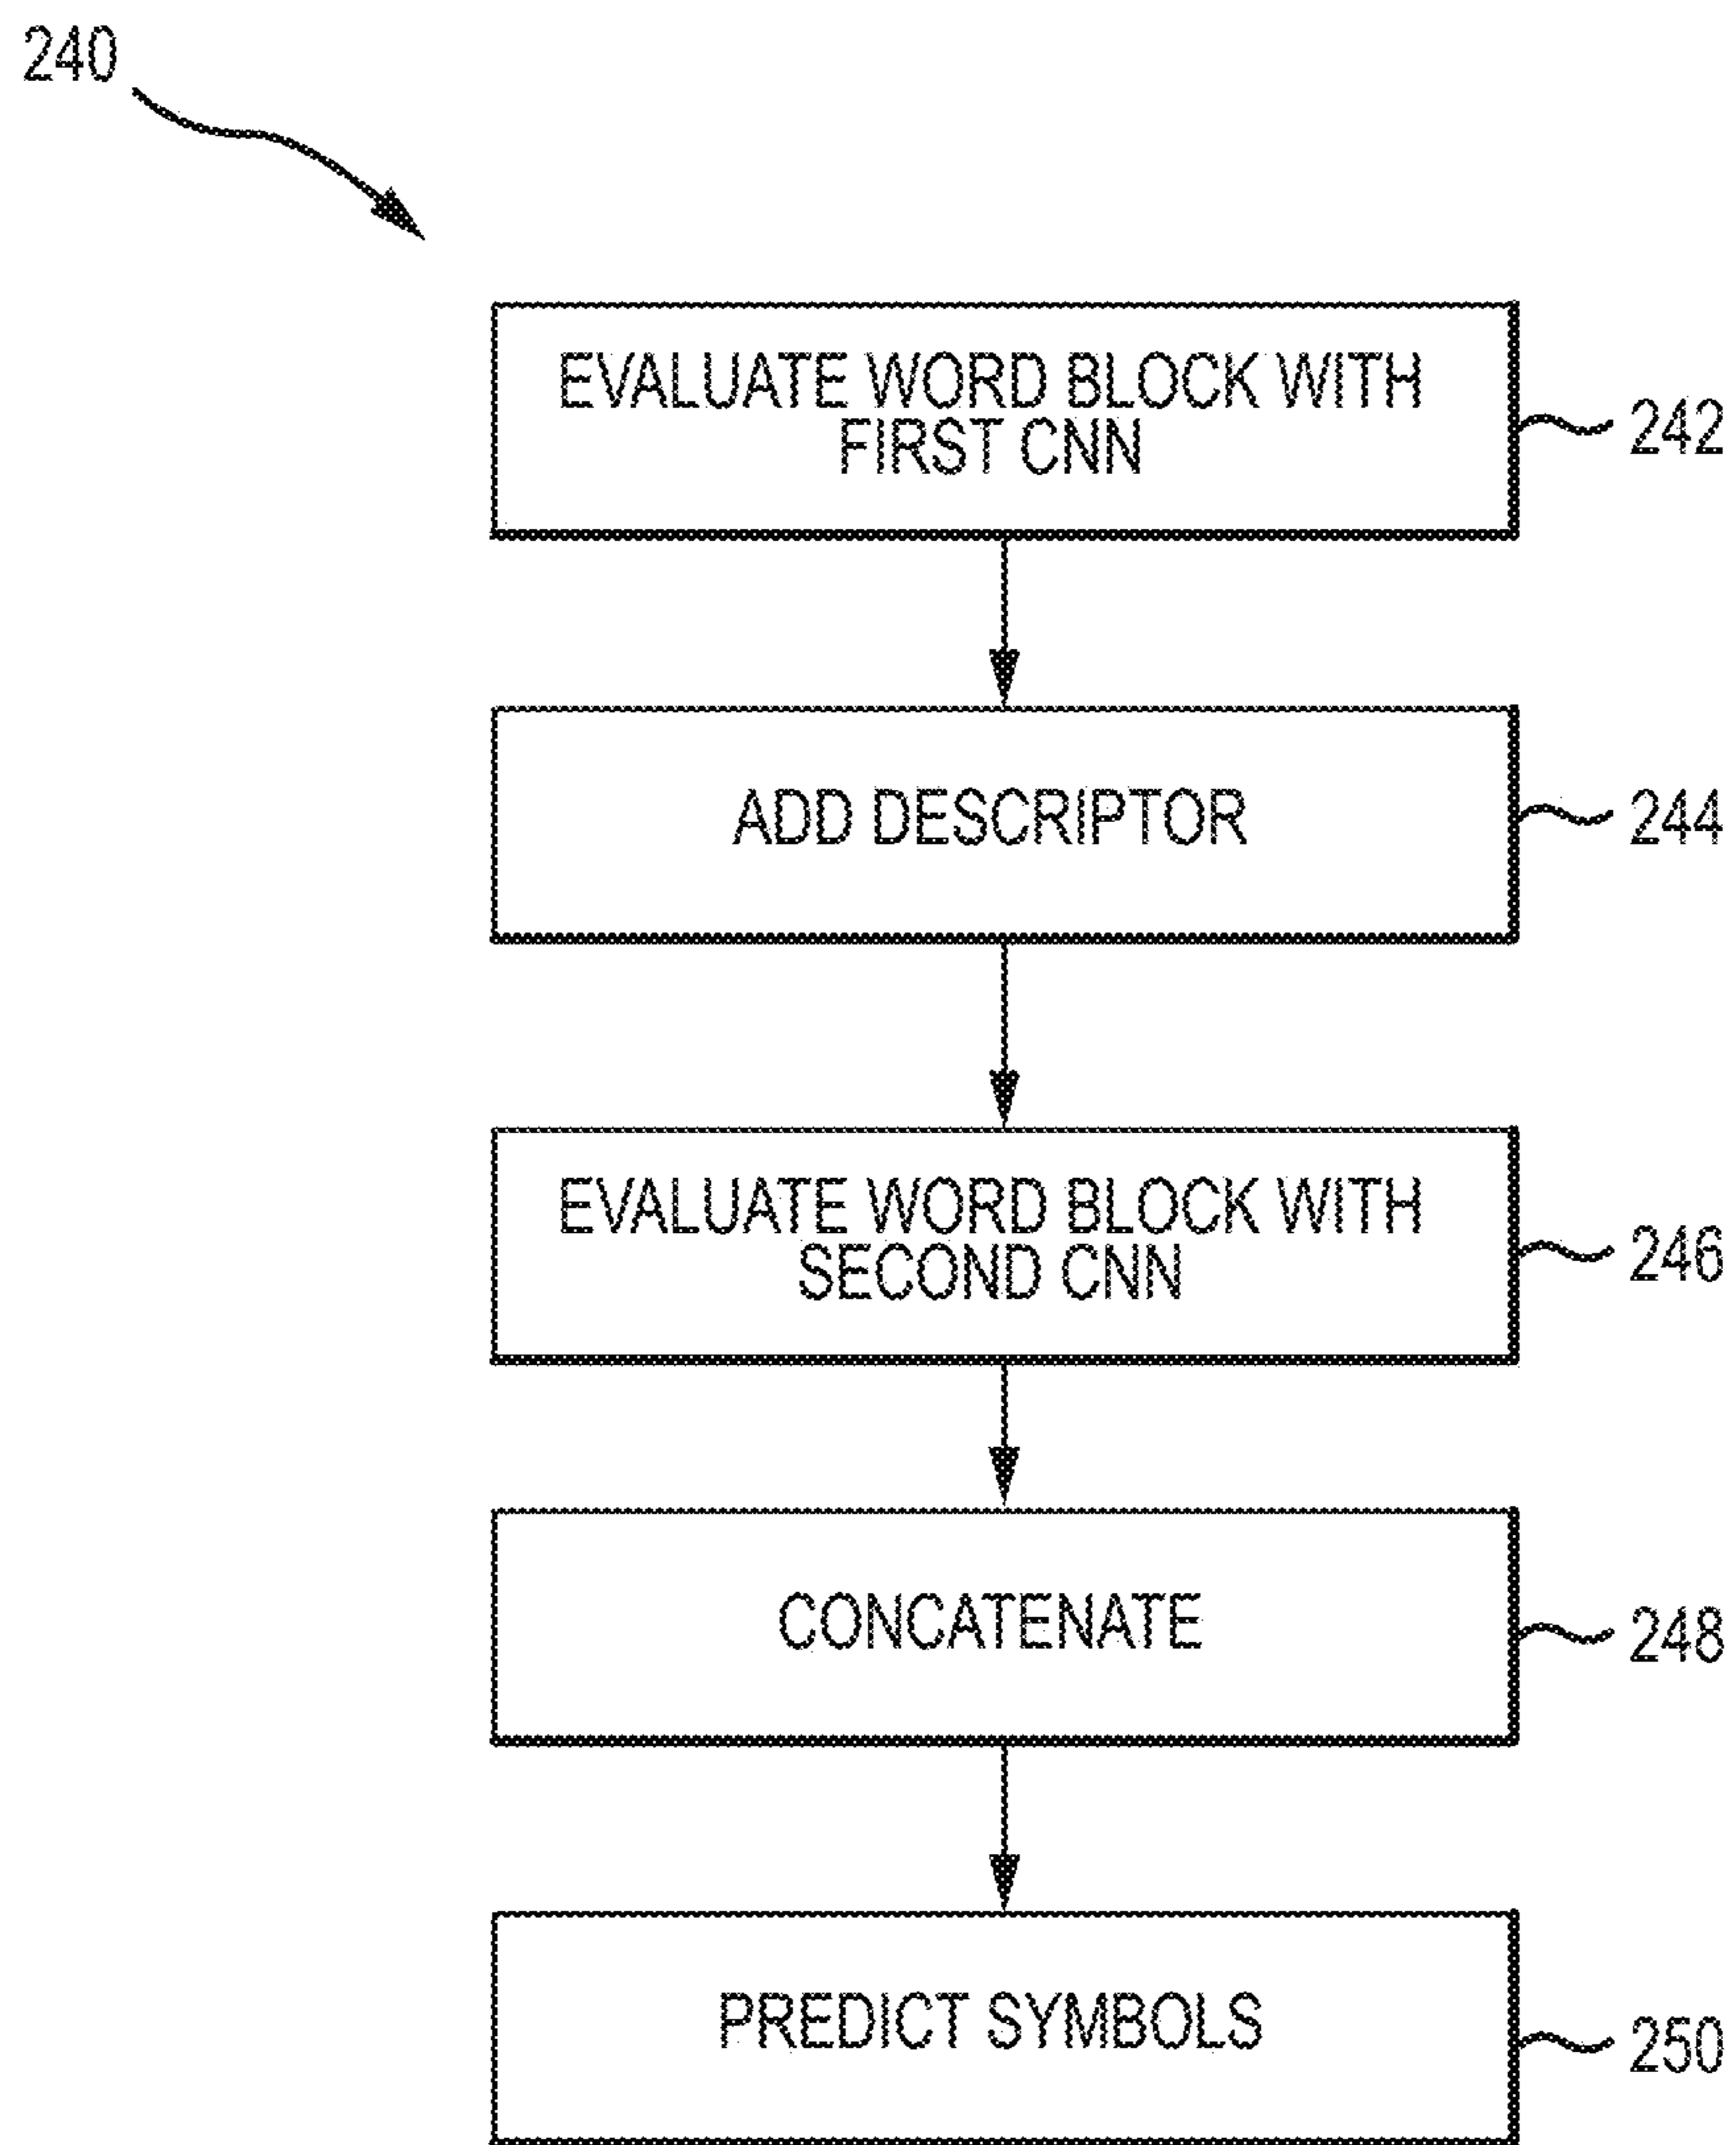 240
EVALUATE WORD BLOCK WITH
FIRST CNN
242
ADD DESCRIPTOR
244
EVALUATE WORD BLOCK WITH
SECOND CNN
246
CONCATENATE
248
PREDICT SYMBOLS
250